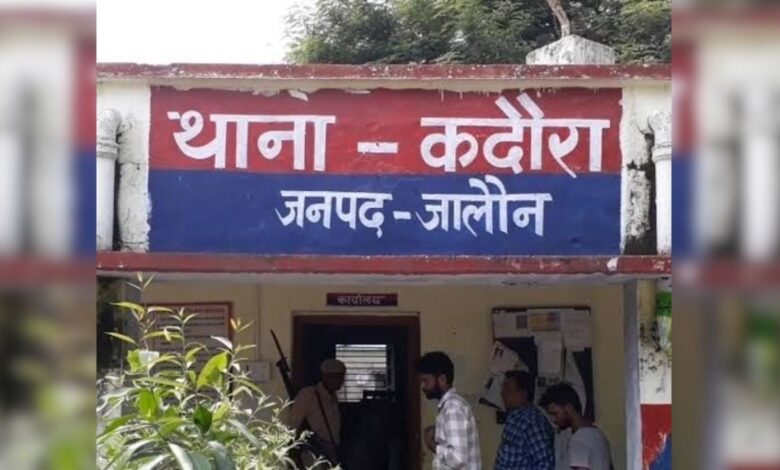 थाना - कदौरा
जनपद - जालौन
कार्यालय